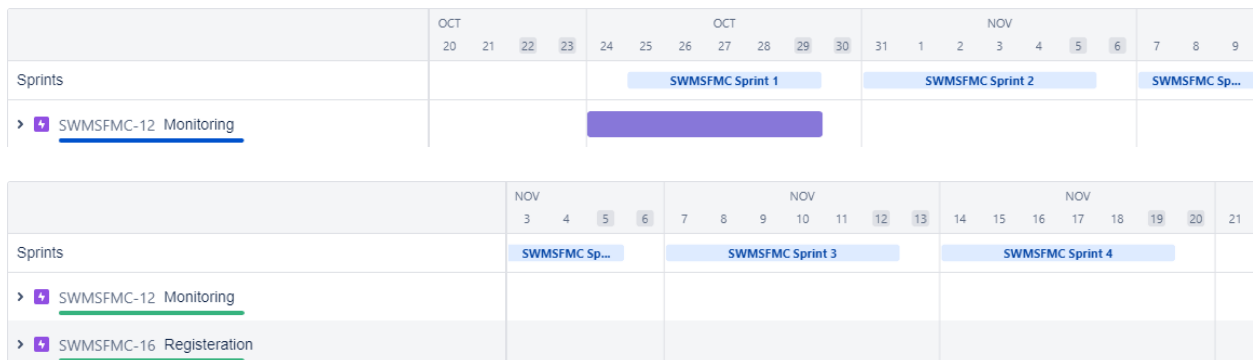 OCT OCT NOV
20 21 22 23 24 25 26 27 28 29 30 31 1 2 3 4 5 6 7 8 9
Sprints SWMSFMC Sprint 1 SWMSFMC Sprint 2 SWMSFMC Sp...
SWMSFMC-12 Monitoring
NOV NOV NOV
3 4 5 6 7 8 9 10 11 12 13 14 15 16 17 18 19 20 21
Sprints SWMSFMC Sp... SWMSFMC Sprint 3 SWMSFMC Sprint 4
SWMSFMC-12 Monitoring
SWMSFMC-16 Registeration